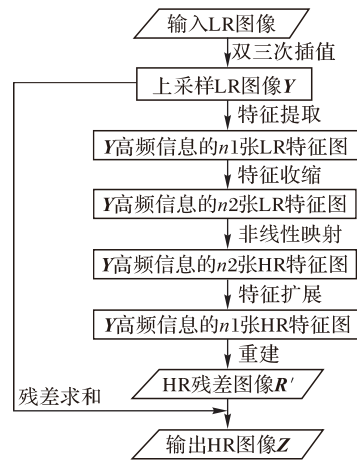 输入LR图像
双三次插值
上采样LR图像Y
特征提取
Y高频信息的n1张LR特征图
特征收缩
Y高频信息的n2张LR特征图
非线性映射
Y高频信息的n2张HR特征图
特征扩展
Y高频信息的n1张HR特征图
重建
HR残差图像R′
残差求和
输出HR图像Z